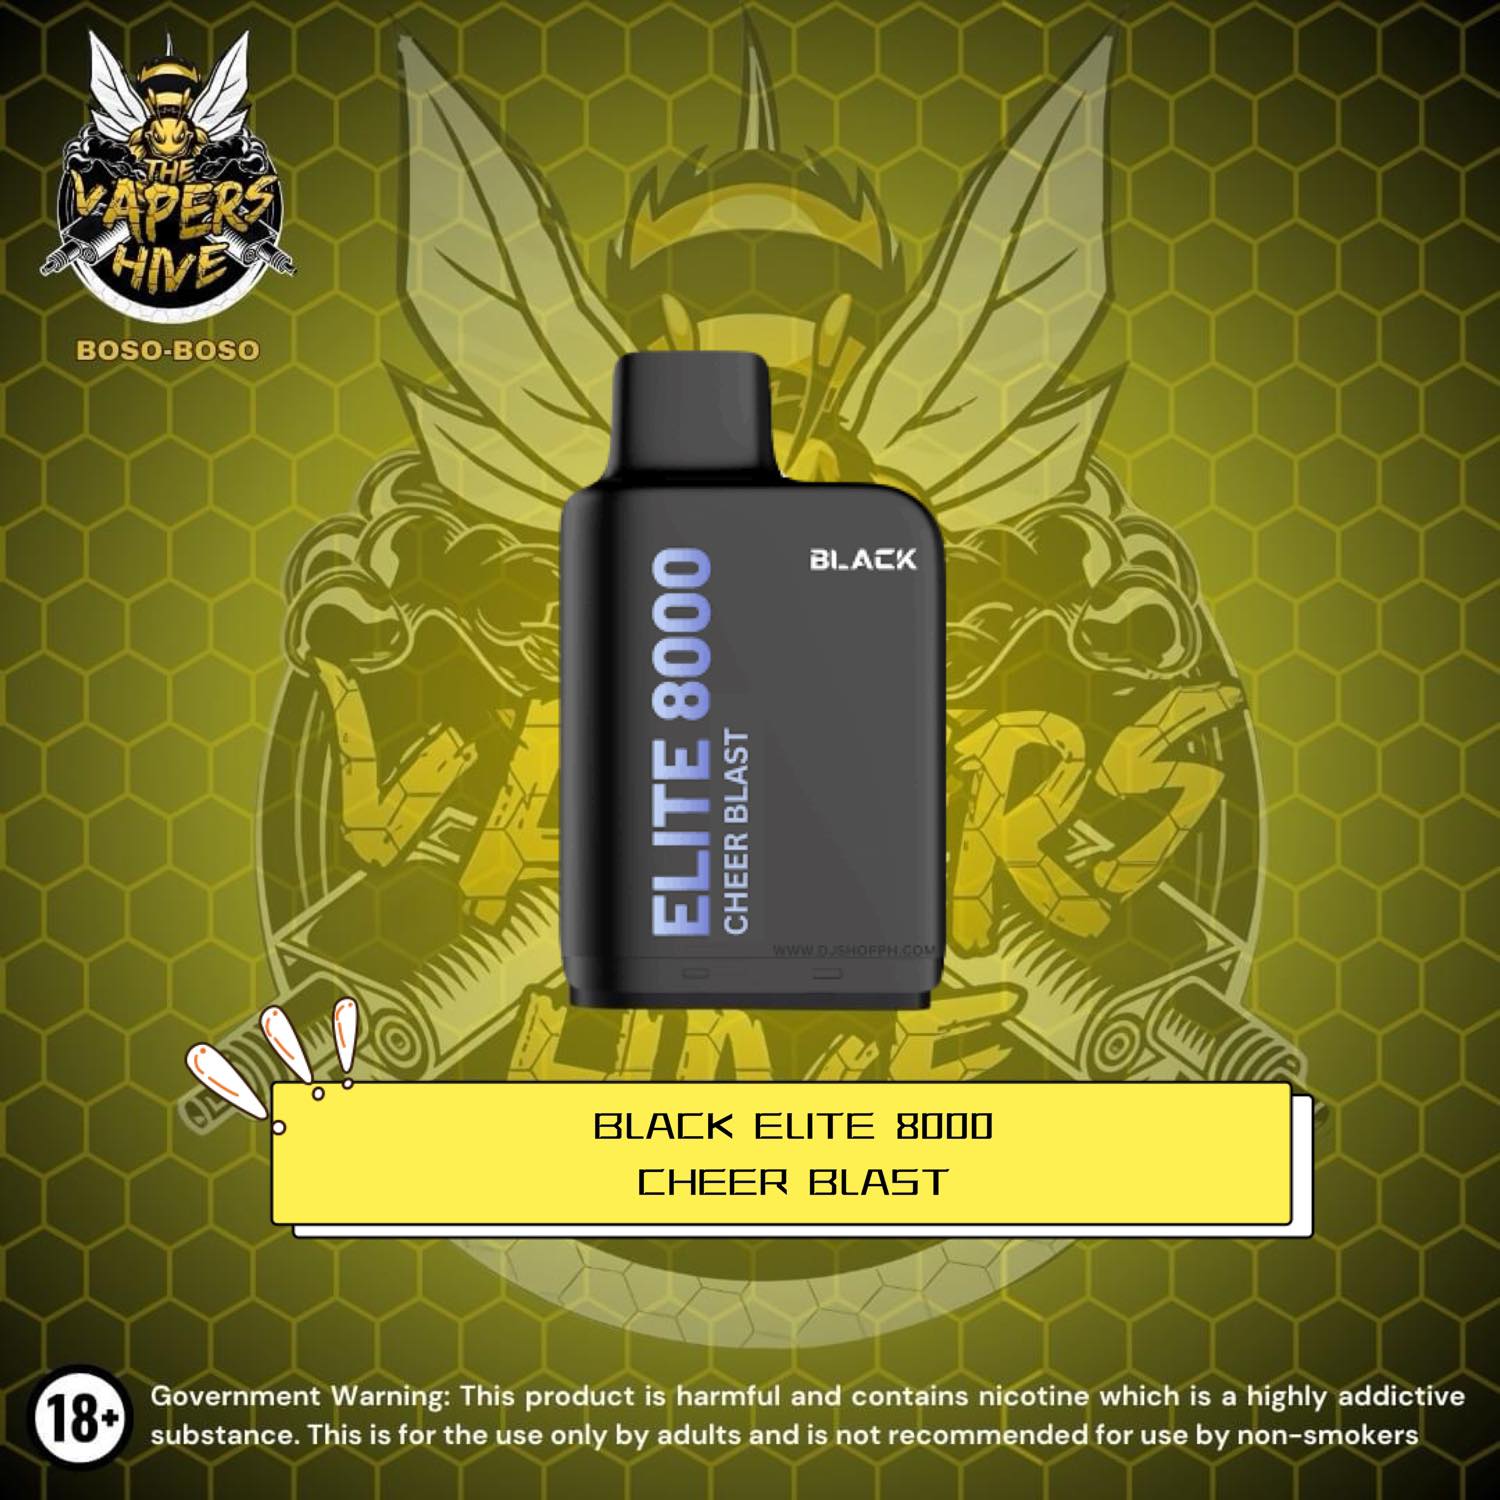 THE
VAPERS
HIVE
BOSO-BOSO
BLACK
ELITE 8000
CHEER BLAST
WWW.DJSHOPPH.COM
BLACK ELITE 8000
CHEER BLAST
18+
Government Warning: This product is harmful and contains nicotine which is a highly addictive
substance. This is for the use only by adults and is not recommended for use by non-smokers